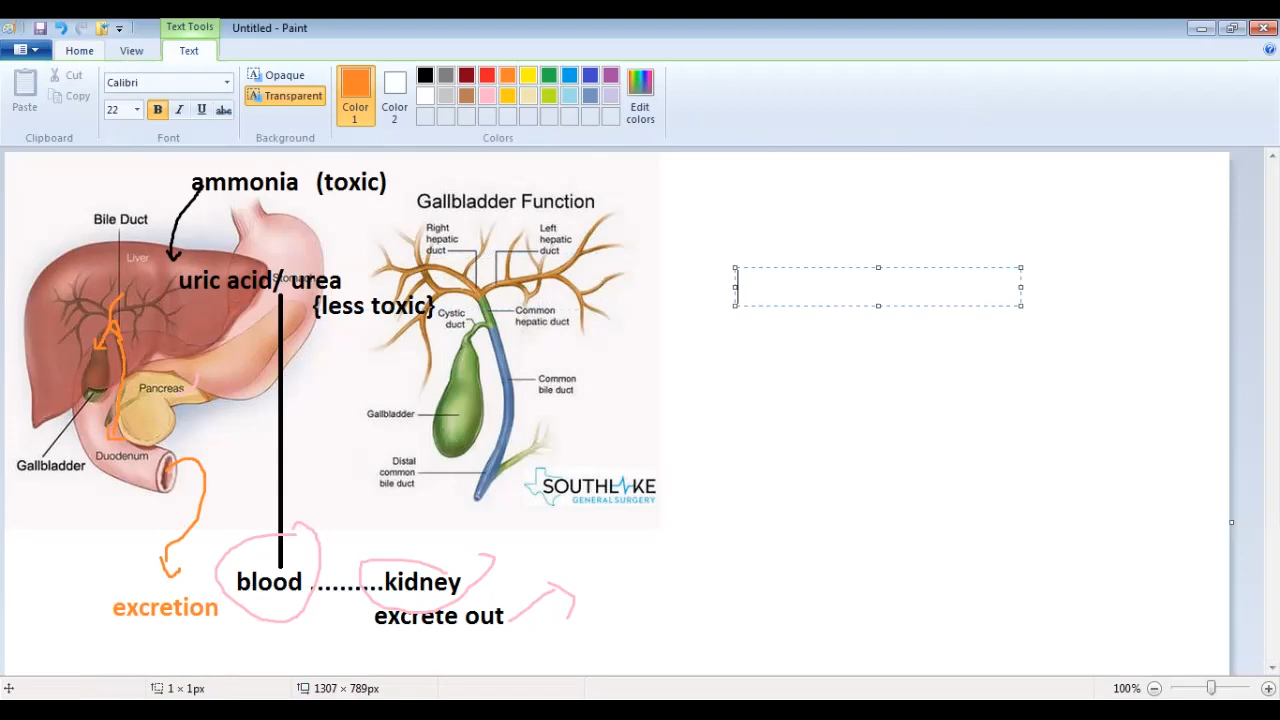 Text Tools
Untitled - Paint
Home
View
Text
Paste
Cut
Copy
Clipboard
Calibri
22
B I U abc
Font
Opaque
Transparent
Background
Color
1
Color
2
Edit
colors
Colors
ammonia (toxic)
Bile Duct
Liver
Stomach
uric acid/ urea
{less toxic}
Pancreas
Gallbladder
Duodenum
Gallbladder Function
Right
hepatic
duct
Left
hepatic
duct
Cystic
duct
Common
hepatic duct
Common
bile duct
Gallbladder
Distal
common
bile duct
SOUTHLAKE
GENERALSURGERY
blood .........kidney
excretion
excrete out
1 × 1px
1307 × 789px
100%